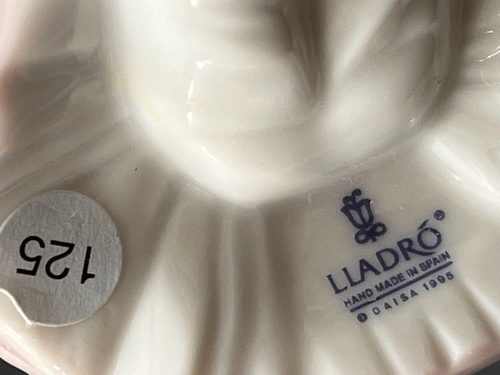 LLADRÓ®
HAND MADE IN SPAIN
© DAISA 1995
125